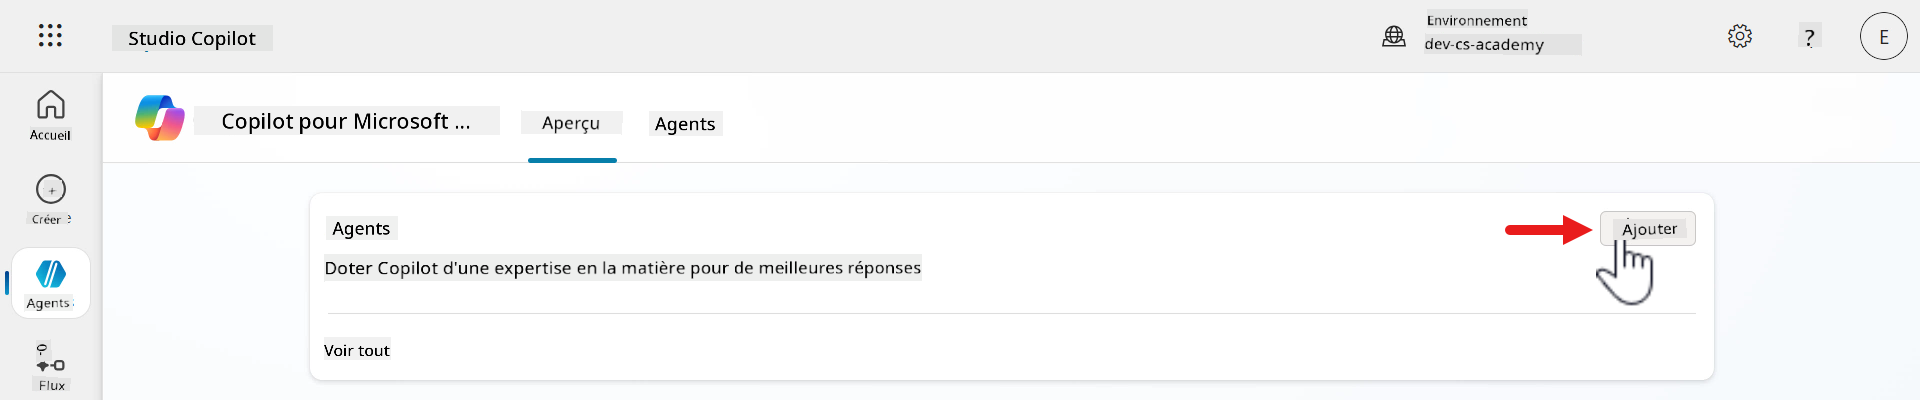 Studio Copilot
Environnement
dev-cs-academy
?
E
Accueil
Créer
Agents
Flux
Copilot pour Microsoft ...
Aperçu
Agents
Agents
Ajouter
Doter Copilot d'une expertise en la matière pour de meilleures réponses
Voir tout